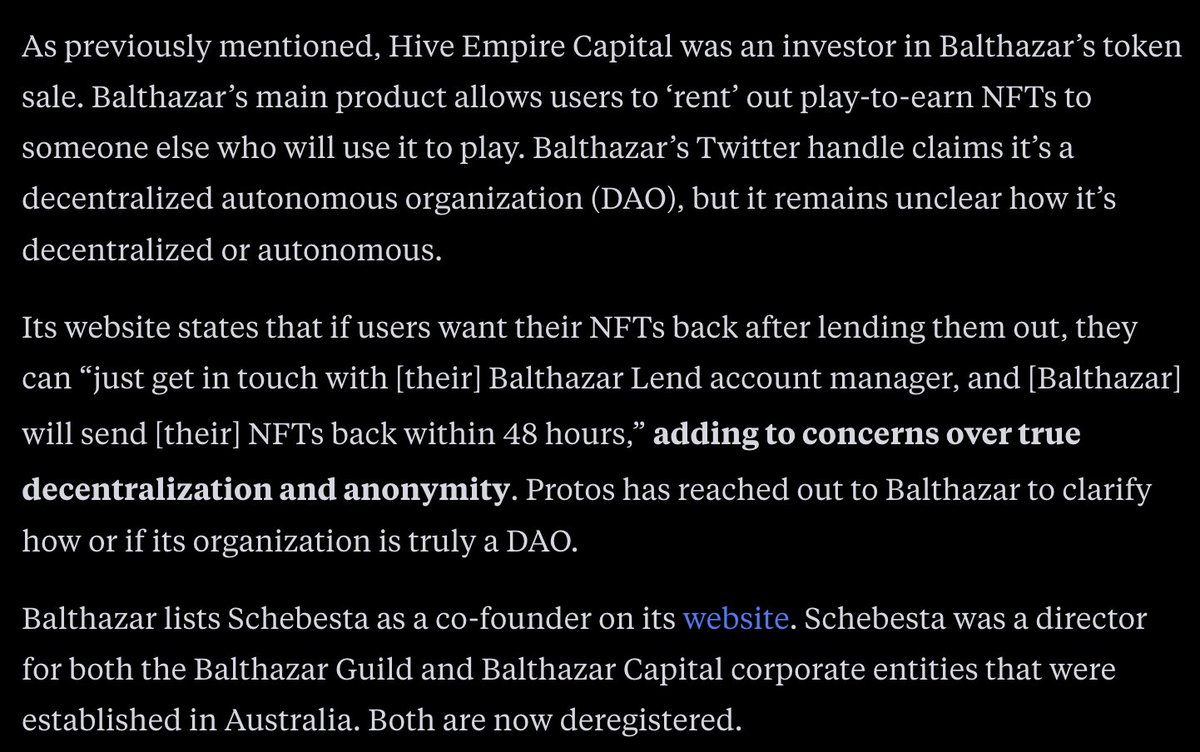 As previously mentioned, Hive Empire Capital was an investor in Balthazar’s token
sale. Balthazar’s main product allows users to ‘rent’ out play-to-earn NFTs to
someone else who will use it to play. Balthazar’s Twitter handle claims it’s a
decentralized autonomous organization (DAO), but it remains unclear how it’s
decentralized or autonomous.
Its website states that if users want their NFTs back after lending them out, they
can “just get in touch with [their] Balthazar Lend account manager, and [Balthazar]
will send [their] NFTs back within 48 hours,” adding to concerns over true
decentralization and anonymity. Protos has reached out to Balthazar to clarify
how or if its organization is truly a DAO.
Balthazar lists Schebesta as a co-founder on its website. Schebesta was a director
for both the Balthazar Guild and Balthazar Capital corporate entities that were
established in Australia. Both are now deregistered.